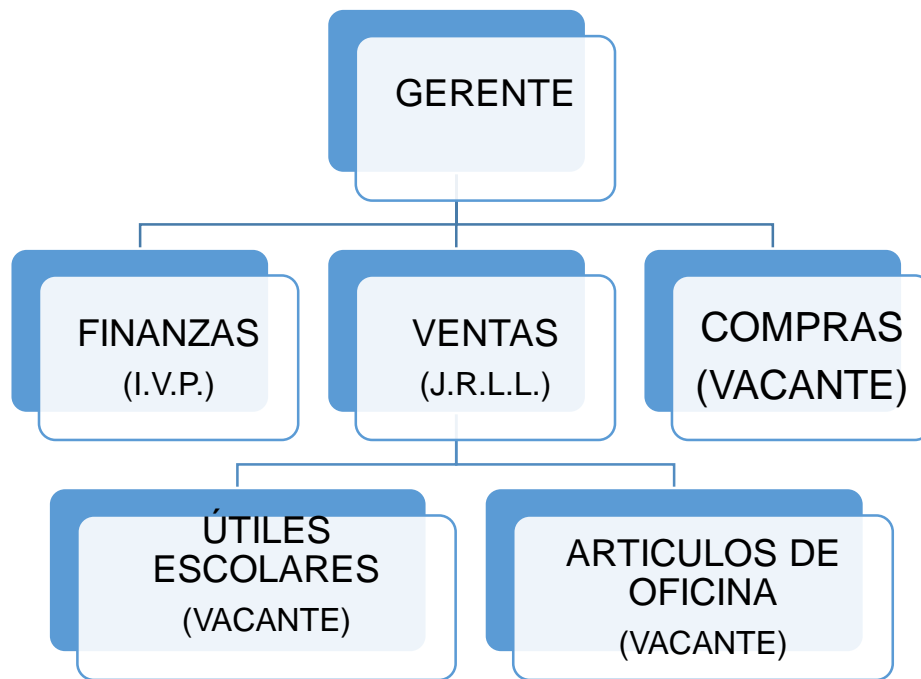 GERENTE
FINANZAS
(I.V.P.)
VENTAS
(J.R.L.L.)
COMPRAS
(VACANTE)
ÚTILES
ESCOLARES
(VACANTE)
ARTICULOS DE
OFICINA
(VACANTE)